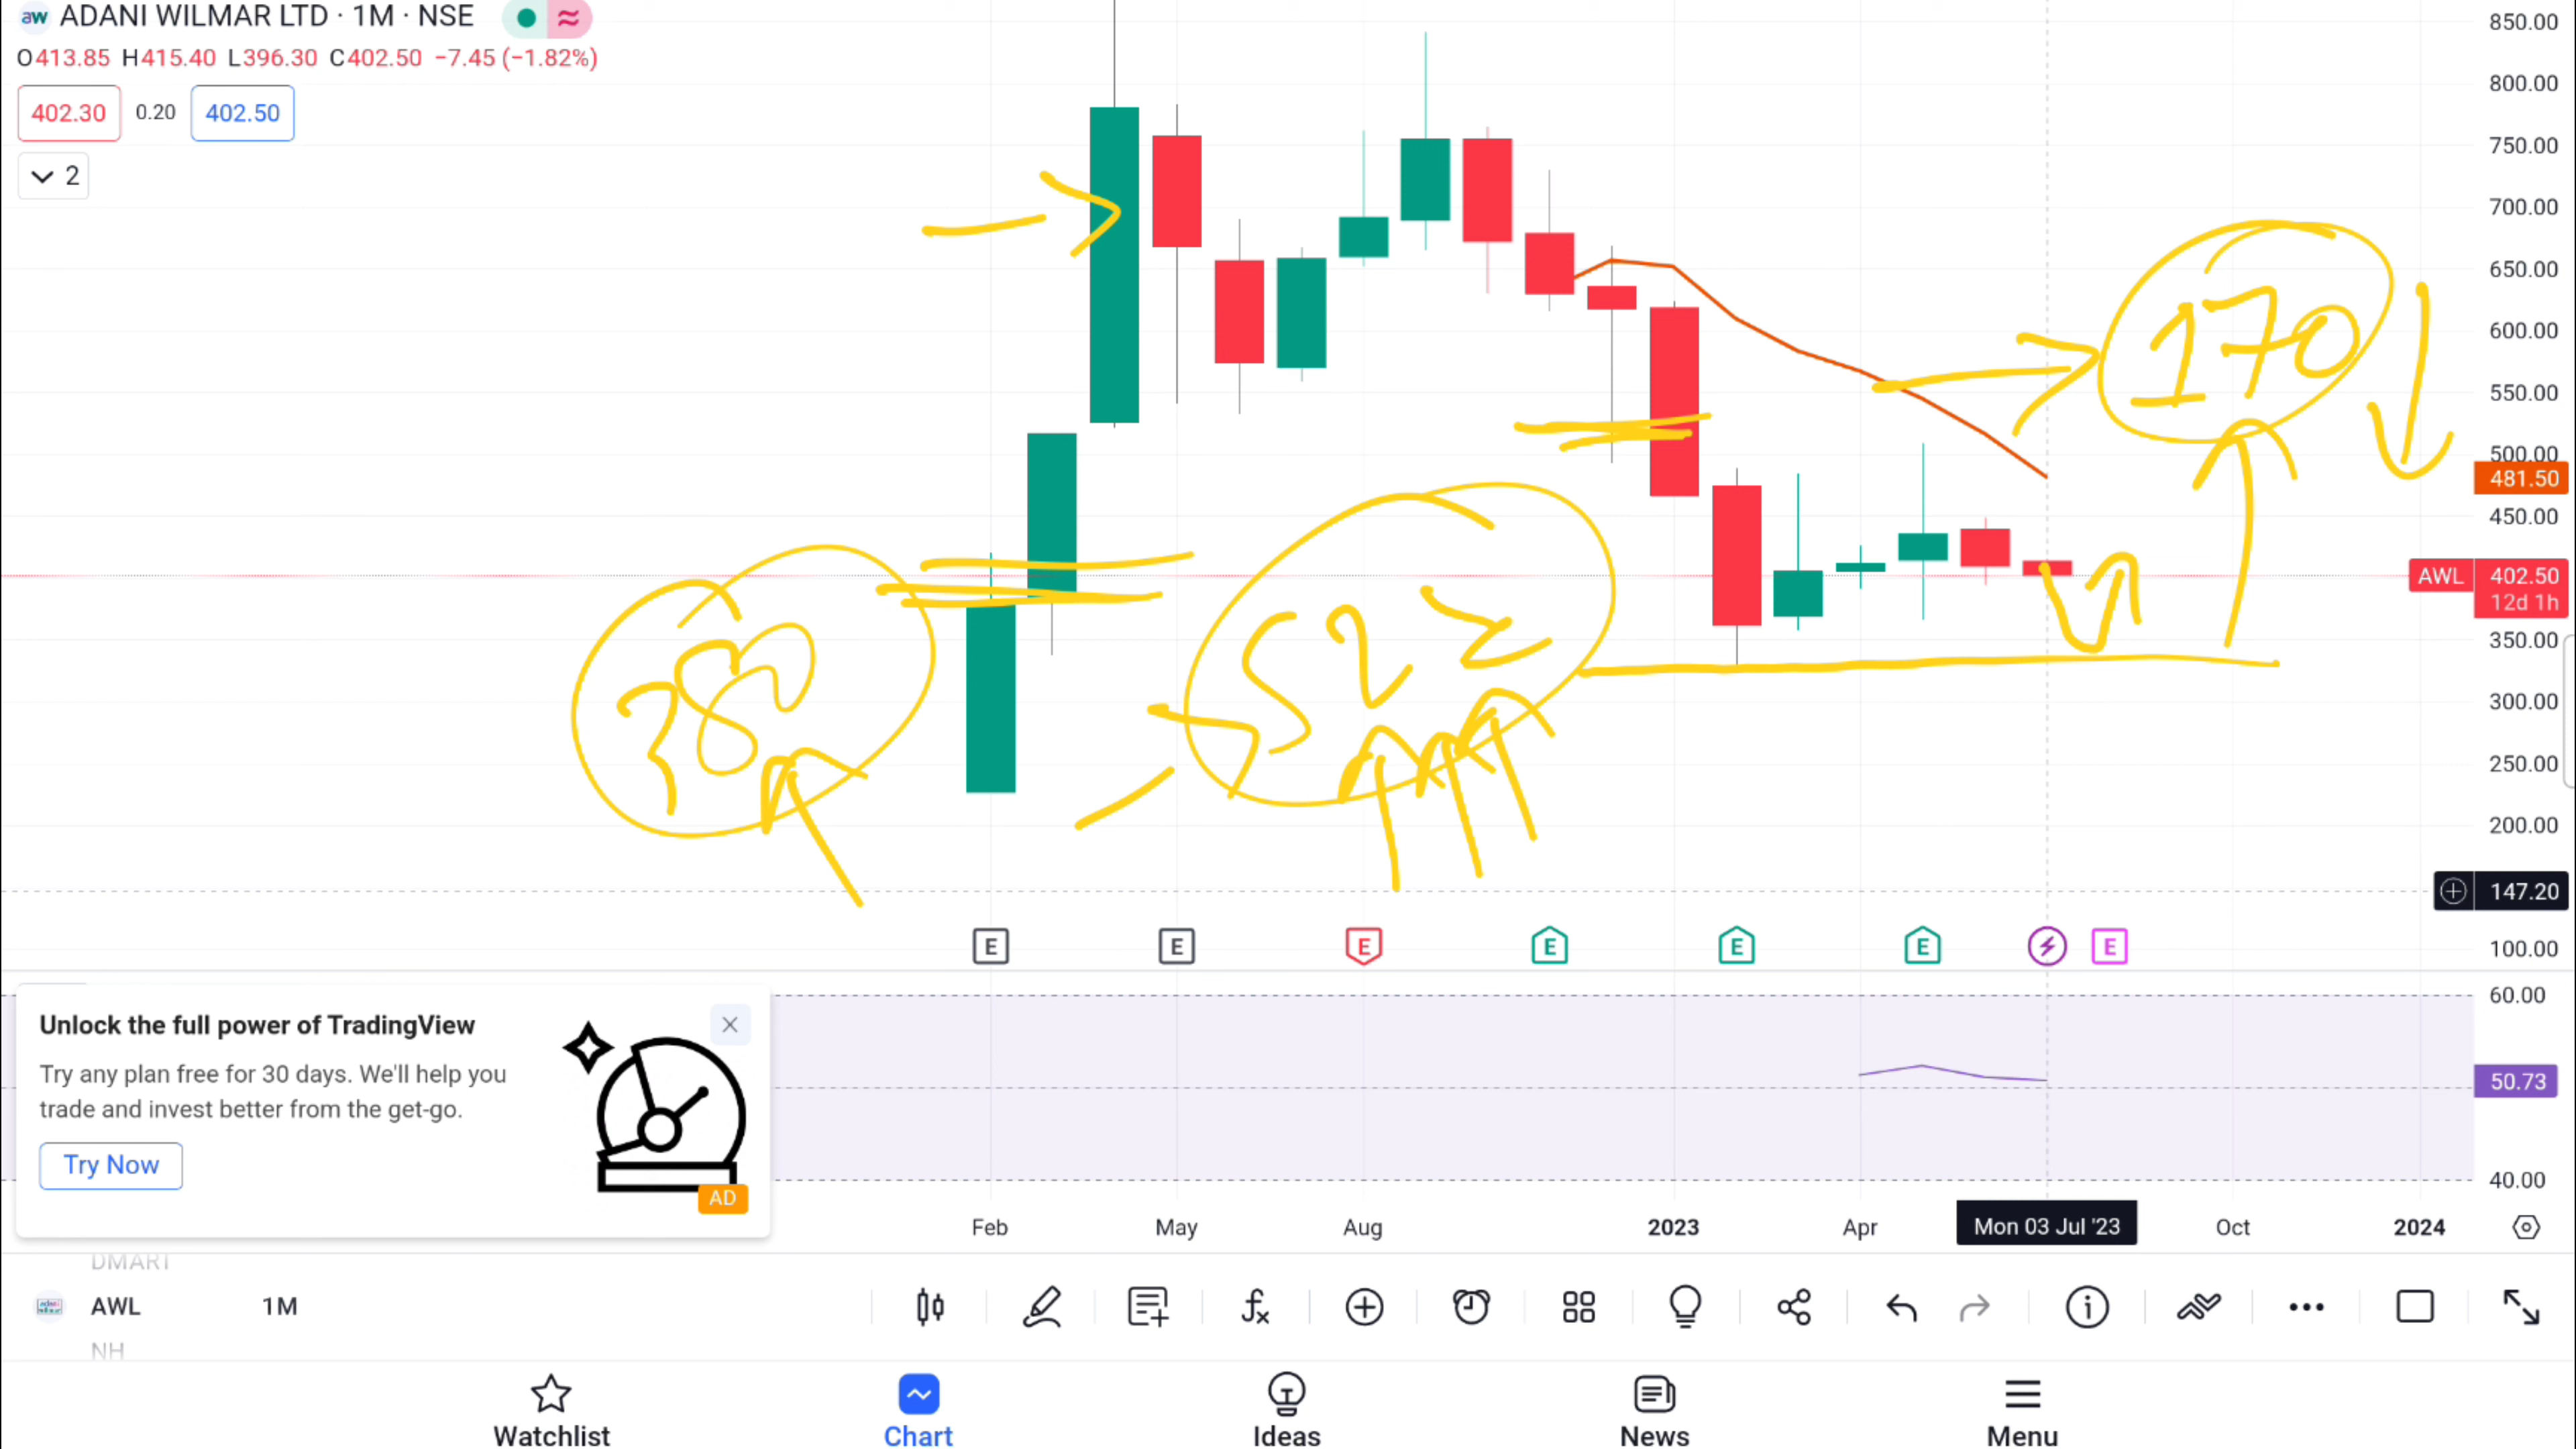 aw ADANI WILMAR LTD · 1M · NSE
O413.85 H415.40 L396.30 C402.50 −7.45 (−1.82%)
402.30 0.20 402.50
2
850.00
800.00
750.00
700.00
650.00
600.00
550.00
500.00
481.50
450.00
AWL 402.50
12d 1h
350.00
300.00
250.00
200.00
147.20
100.00
170
380
522
E E E E E E E
60.00
50.73
40.00
Unlock the full power of TradingView
Try any plan free for 30 days. We'll help you
trade and invest better from the get-go.
Try Now
AD
Feb May Aug 2023 Apr Mon 03 Jul '23 Oct 2024
DMART
AWL 1M
NH
Watchlist Chart Ideas News Menu